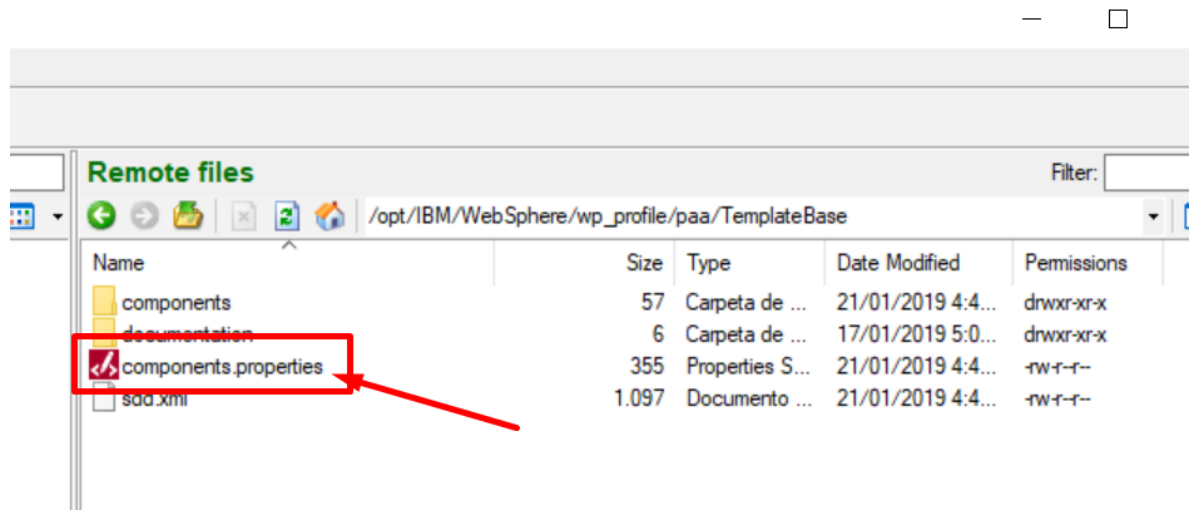 Remote files
Filter:
/opt/IBM/WebSphere/wp_profile/paa/TemplateBase
Name Size Type Date Modified Permissions
components 57 Carpeta de ... 21/01/2019 4:4... drwxr-xr-x
documentation 6 Carpeta de ... 17/01/2019 5:0... drwxr-xr-x
components.properties 355 Properties S... 21/01/2019 4:4... -rw-r--r--
sdd.xml 1.097 Documento ... 21/01/2019 4:4... -rw-r--r--